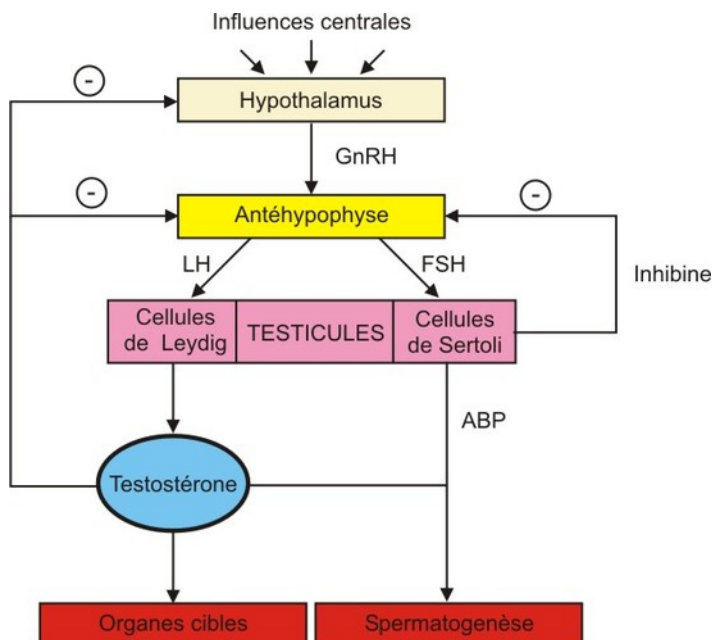 Influences centrales
-
Hypothalamus
GnRH
-
-
Antéhypophyse
LH
FSH
Inhibine
Cellules
de Leydig
TESTICULES
Cellules
de Sertoli
ABP
Testostérone
Organes cibles
Spermatogenèse